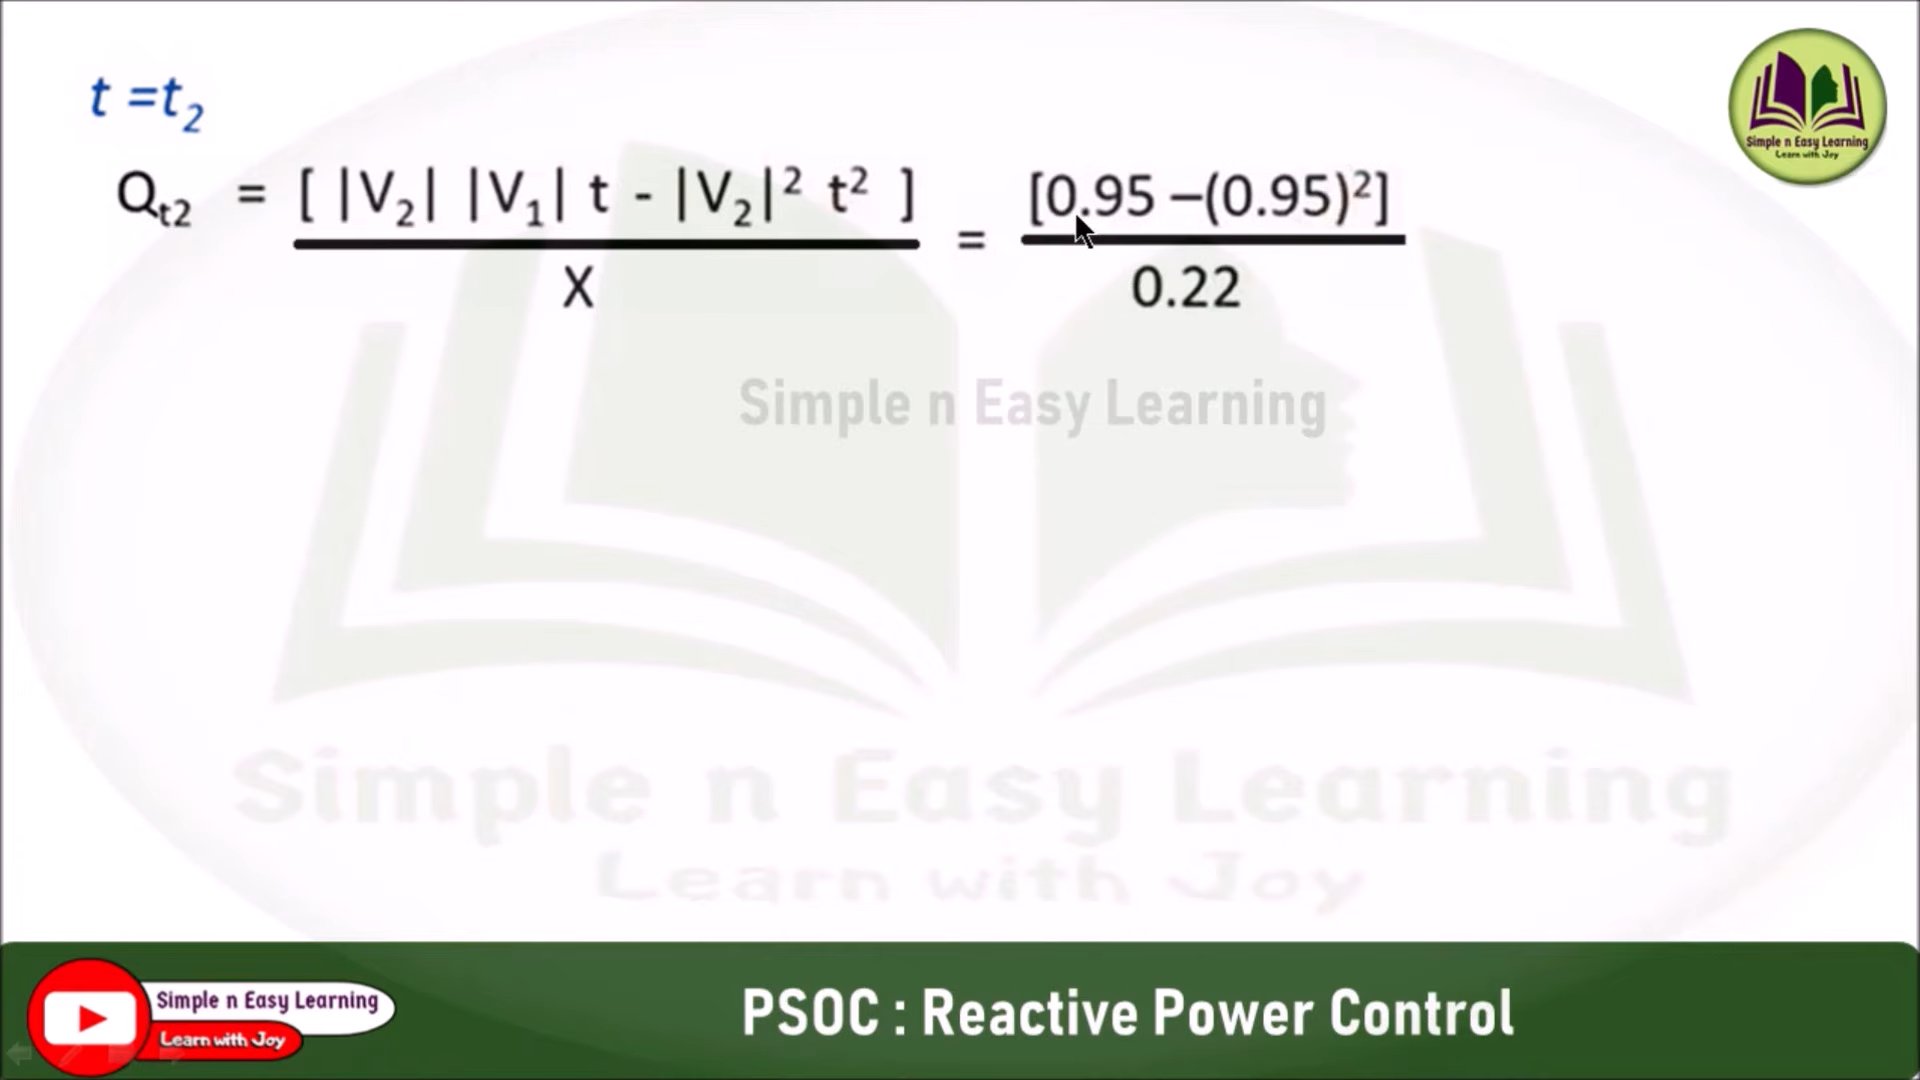 t =t₂
Qt2 = [ |V₂| |V₁| t - |V₂|² t² ] = [0.95 –(0.95)²]
X 0.22
Simple n Easy Learning
Learn with Joy
Simple n Easy Learning
Simple n Easy Learning
Learn with Joy
Simple n Easy Learning
Learn with Joy
PSOC : Reactive Power Control